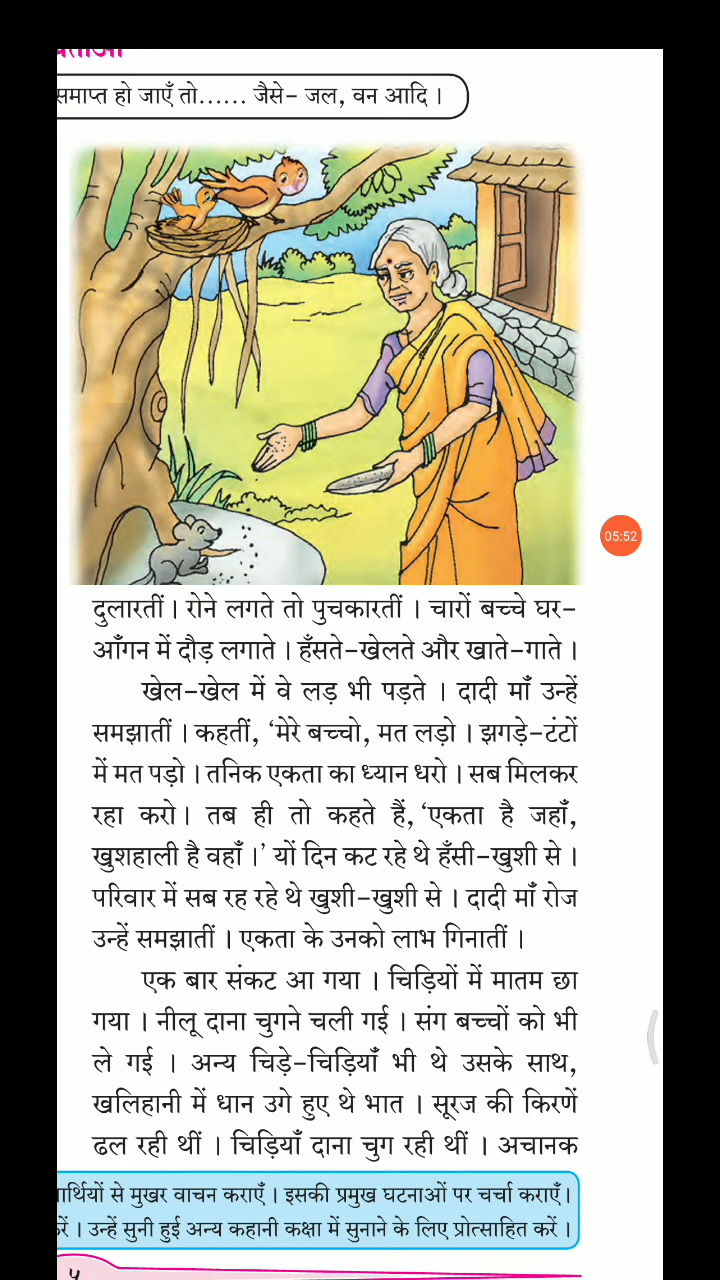 समाप्त हो जाएँ तो...... जैसे- जल, वन आदि ।
05:52
दुलारतीं । रोने लगते तो पुचकारतीं । चारों बच्चे घर-
आँगन में दौड़ लगाते । हँसते-खेलते और खाते-गाते ।
खेल-खेल में वे लड़ भी पड़ते । दादी माँ उन्हें
समझातीं । कहतीं, ‘मेरे बच्चो, मत लड़ो । झगड़े-टंटों
में मत पड़ो । तनिक एकता का ध्यान धरो । सब मिलकर
रहा करो। तब ही तो कहते हैं, ‘एकता है जहाँ,
खुशहाली है वहाँ ।’ यों दिन कट रहे थे हँसी-खुशी से ।
परिवार में सब रह रहे थे खुशी-खुशी से । दादी माँ रोज
उन्हें समझातीं । एकता के उनको लाभ गिनातीं ।
एक बार संकट आ गया । चिड़ियों में मातम छा
गया । नीलू दाना चुगने चली गई । संग बच्चों को भी
ले गई । अन्य चिड़े-चिड़ियाँ भी थे उसके साथ,
खलिहानी में धान उगे हुए थे भात । सूरज की किरणें
ढल रही थीं । चिड़ियाँ दाना चुग रही थीं । अचानक
से मुखर वाचन कराएँ । इसकी प्रमुख घटनाओं पर चर्चा कराएँ।
उन्हें सुनी हुई अन्य कहानी कक्षा में सुनाने के लिए प्रोत्साहित करें ।
५